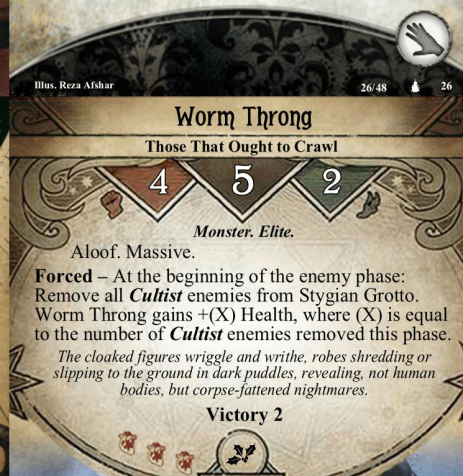 Illus. Reza Afshar
26/48 26
Worm Throng
Those That Ought to Crawl
4 5 2
Monster. Elite.
Aloof. Massive.
Forced – At the beginning of the enemy phase:
Remove all Cultist enemies from Stygian Grotto.
Worm Throng gains +(X) Health, where (X) is equal
to the number of Cultist enemies removed this phase.
The cloaked figures wriggle and writhe, robes shredding or
slipping to the ground in dark puddles, revealing, not human
bodies, but corpse-fattened nightmares.
Victory 2